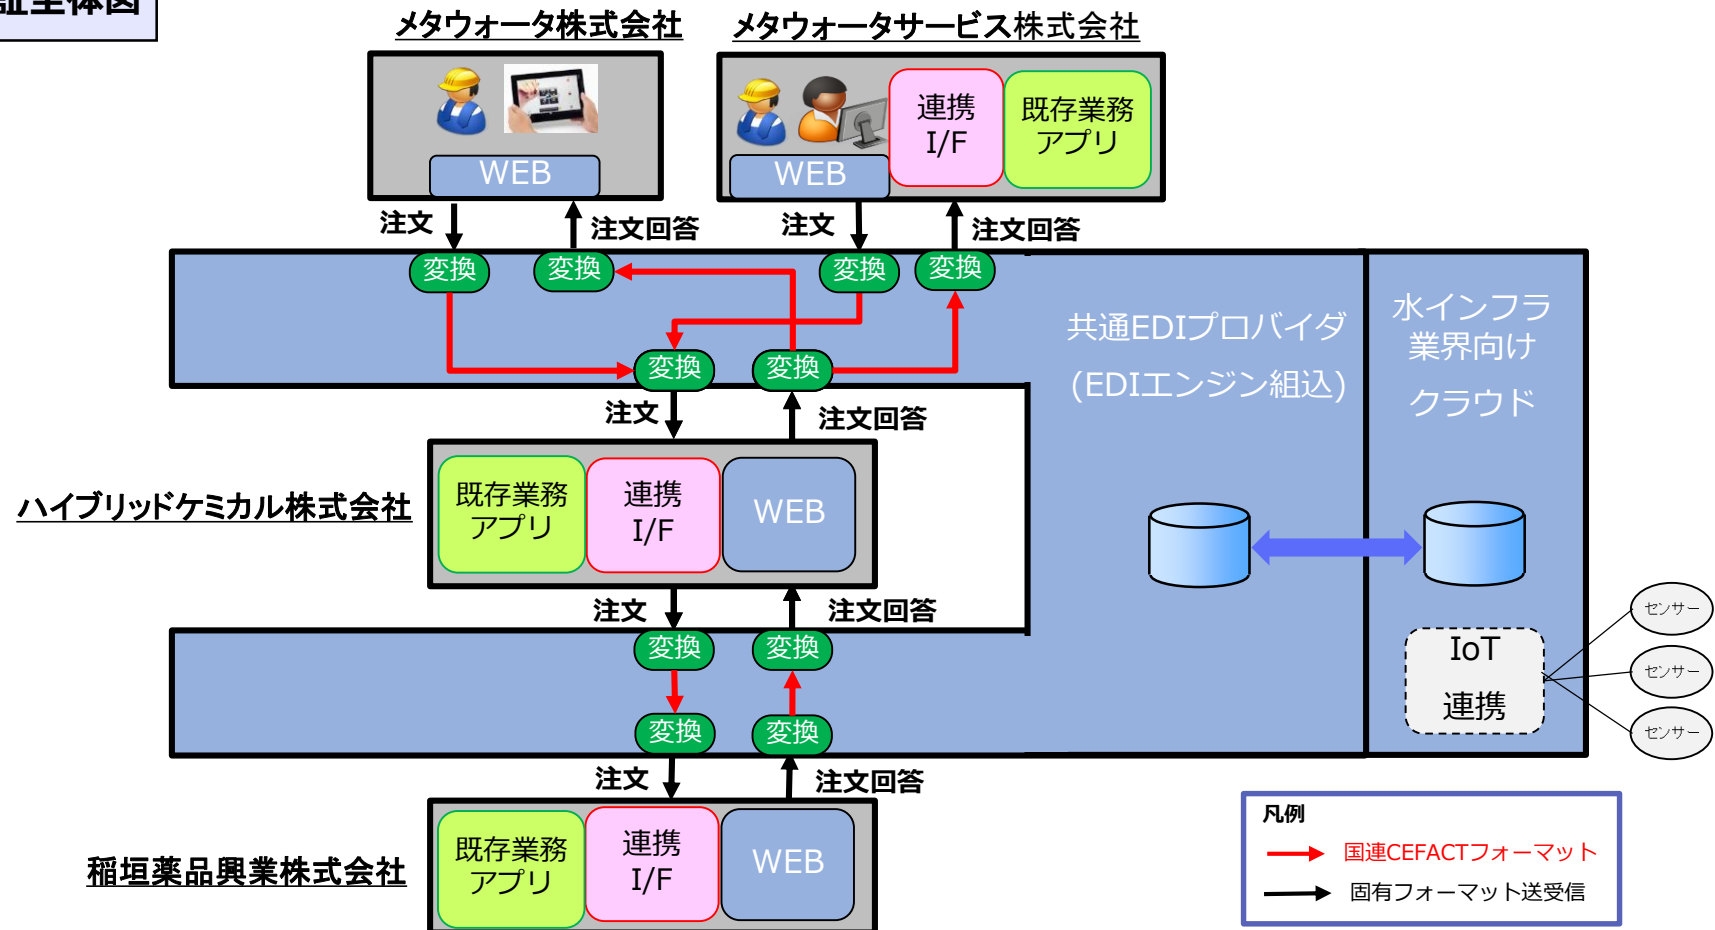 証全体図
メタウォータ株式会社
メタウォータサービス株式会社
WEB
WEB
連携
I/F
既存業務
アプリ
注文
注文回答
注文
注文回答
変換
変換
変換
変換
共通EDIプロバイダ
(EDIエンジン組込)
水インフラ
業界向け
クラウド
変換
変換
注文
注文回答
ハイブリッドケミカル株式会社
既存業務
アプリ
連携
I/F
WEB
注文
注文回答
変換
変換
変換
変換
IoT
連携
センサー
センサー
センサー
注文
注文回答
稲垣薬品興業株式会社
既存業務
アプリ
連携
I/F
WEB
凡例
国連CEFACTフォーマット
固有フォーマット送受信